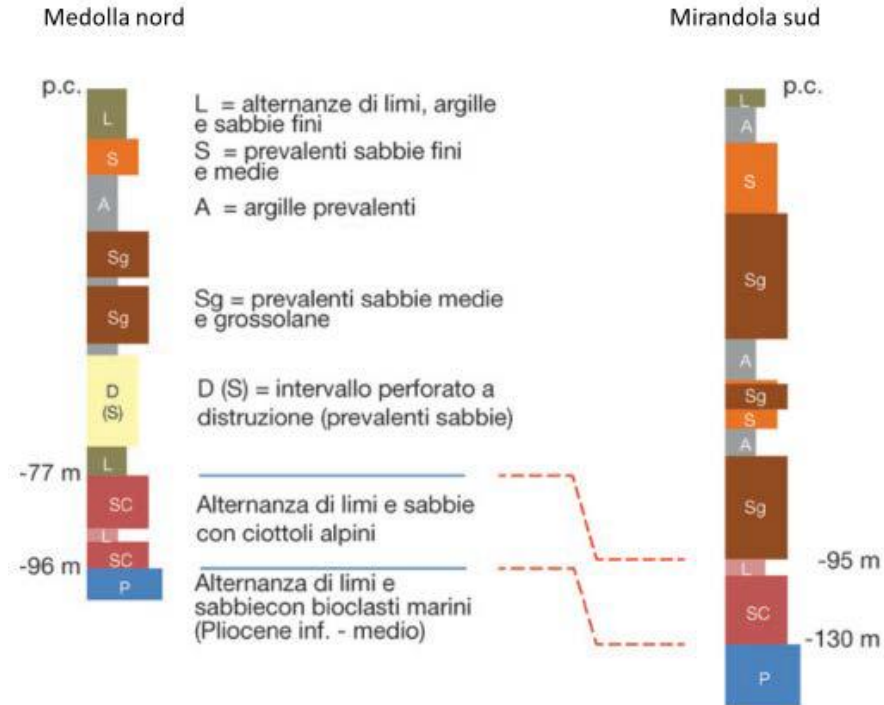 Medolla nord
Mirandola sud
p.c.
p.c.
L
L = alternanze di limi, argille
e sabbie fini
S
S = prevalenti sabbie fini
e medie
A
A = argille prevalenti
Sg
Sg
Sg = prevalenti sabbie medie
e grossolane
D
(S)
D (S) = intervallo perforato a
distruzione (prevalenti sabbie)
L
-77 m
SC
Alternanza di limi e sabbie
con ciottoli alpini
L
SC
-96 m
P
Alternanza di limi e
sabbiecon bioclasti marini
(Pliocene inf. - medio)
L
A
S
Sg
A
Sg
S
A
Sg
L
-95 m
SC
-130 m
P